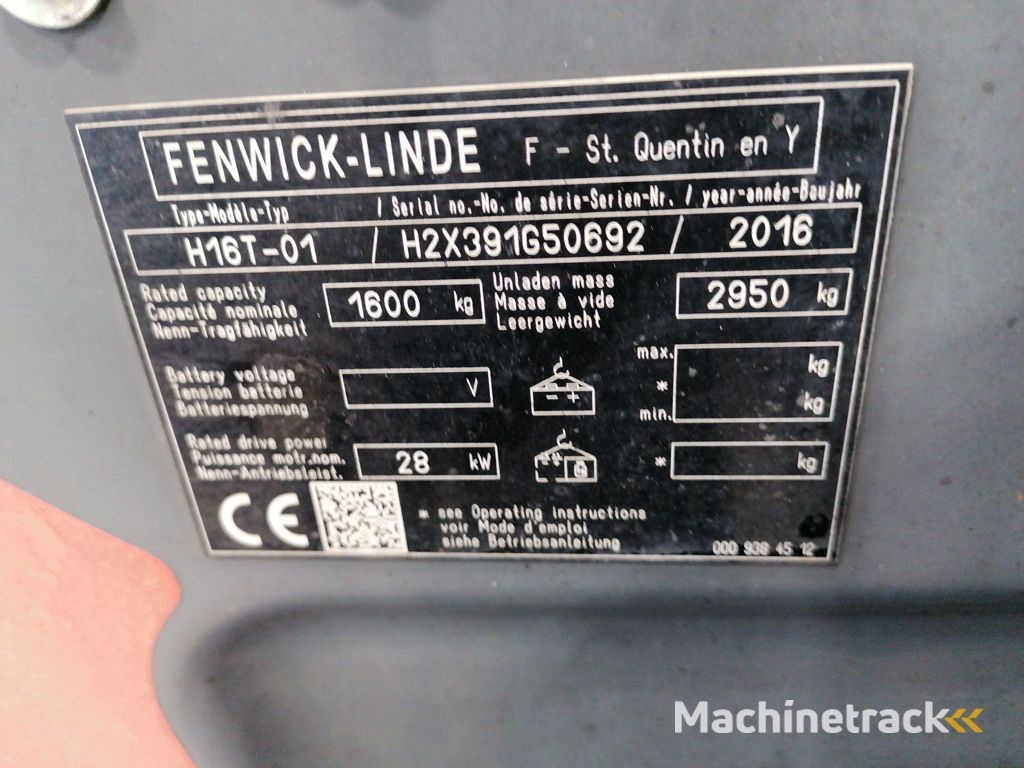 FENWICK-LINDE F - St. Quentin en Y
Type-Modèle-Typ / Serial no.-No. de série-Serien-Nr. / year-année-Baujahr
H16T-01 / H2X391G50692 / 2016
Rated capacity
Capacité nominale
Nenn-Tragfähigkeit
1600 kg
Unladen mass
Masse à vide
Leergewicht
2950 kg
Battery voltage
Tension batterie
Batteriespannung
V
- +
max. kg
*
min. kg
Rated drive power
Puissance motr.nom.
Nenn-Antriebsleist.
28 kW
* kg
CE
* see Operating instructions
voir Mode d'emploi
siehe Betriebsanleitung
000 938 45 12
Machinetrack